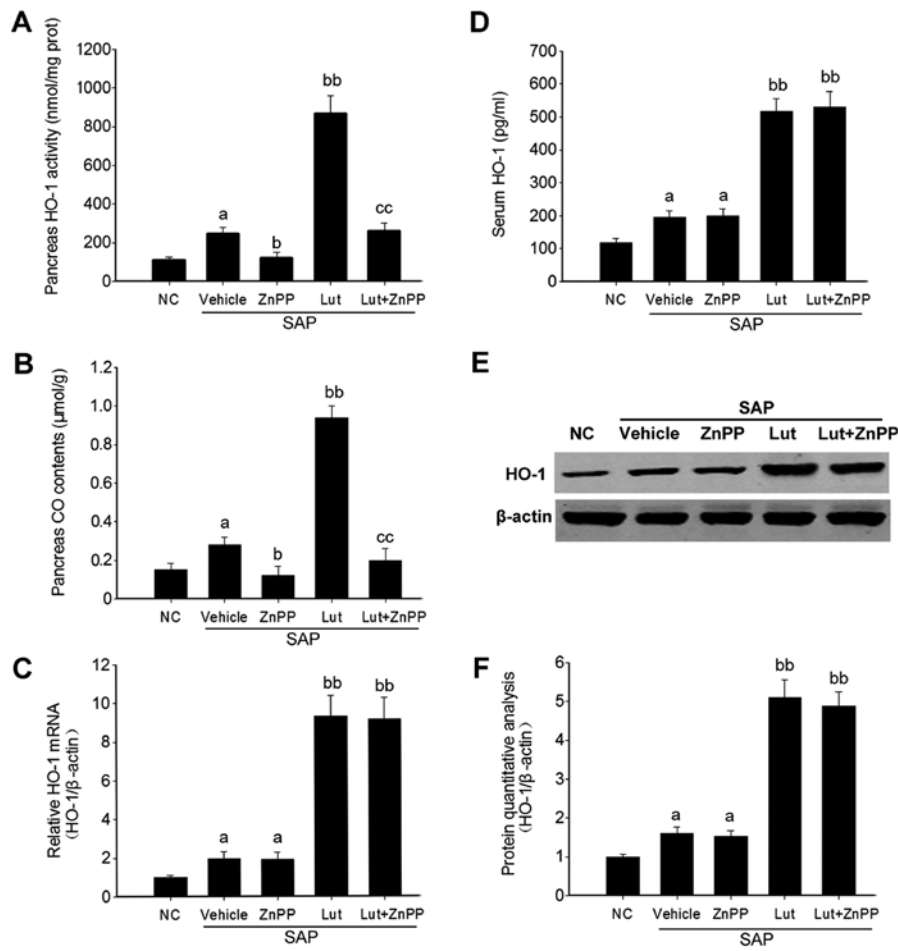 A
Pancreas HO-1 activity (nmol/mg prot)
1200
1000
800
600
400
200
0
a
b
bb
cc
NC Vehicle ZnPP Lut Lut+ZnPP
SAP
B
Pancreas CO contents (μmol/g)
1.2
1.0
0.8
0.6
0.4
0.2
0.0
a
b
bb
cc
NC Vehicle ZnPP Lut Lut+ZnPP
SAP
C
Relative HO-1 mRNA
(HO-1/β-actin)
12
10
8
6
4
2
0
a
a
bb
bb
NC Vehicle ZnPP Lut Lut+ZnPP
SAP
D
Serum HO-1 (pg/ml)
700
600
500
400
300
200
100
0
a
a
bb
bb
NC Vehicle ZnPP Lut Lut+ZnPP
SAP
E
SAP
NC Vehicle ZnPP Lut Lut+ZnPP
HO-1
β-actin
F
Protein quantitative analysis
(HO-1/β-actin)
6
5
4
3
2
1
0
a
a
bb
bb
NC Vehicle ZnPP Lut Lut+ZnPP
SAP